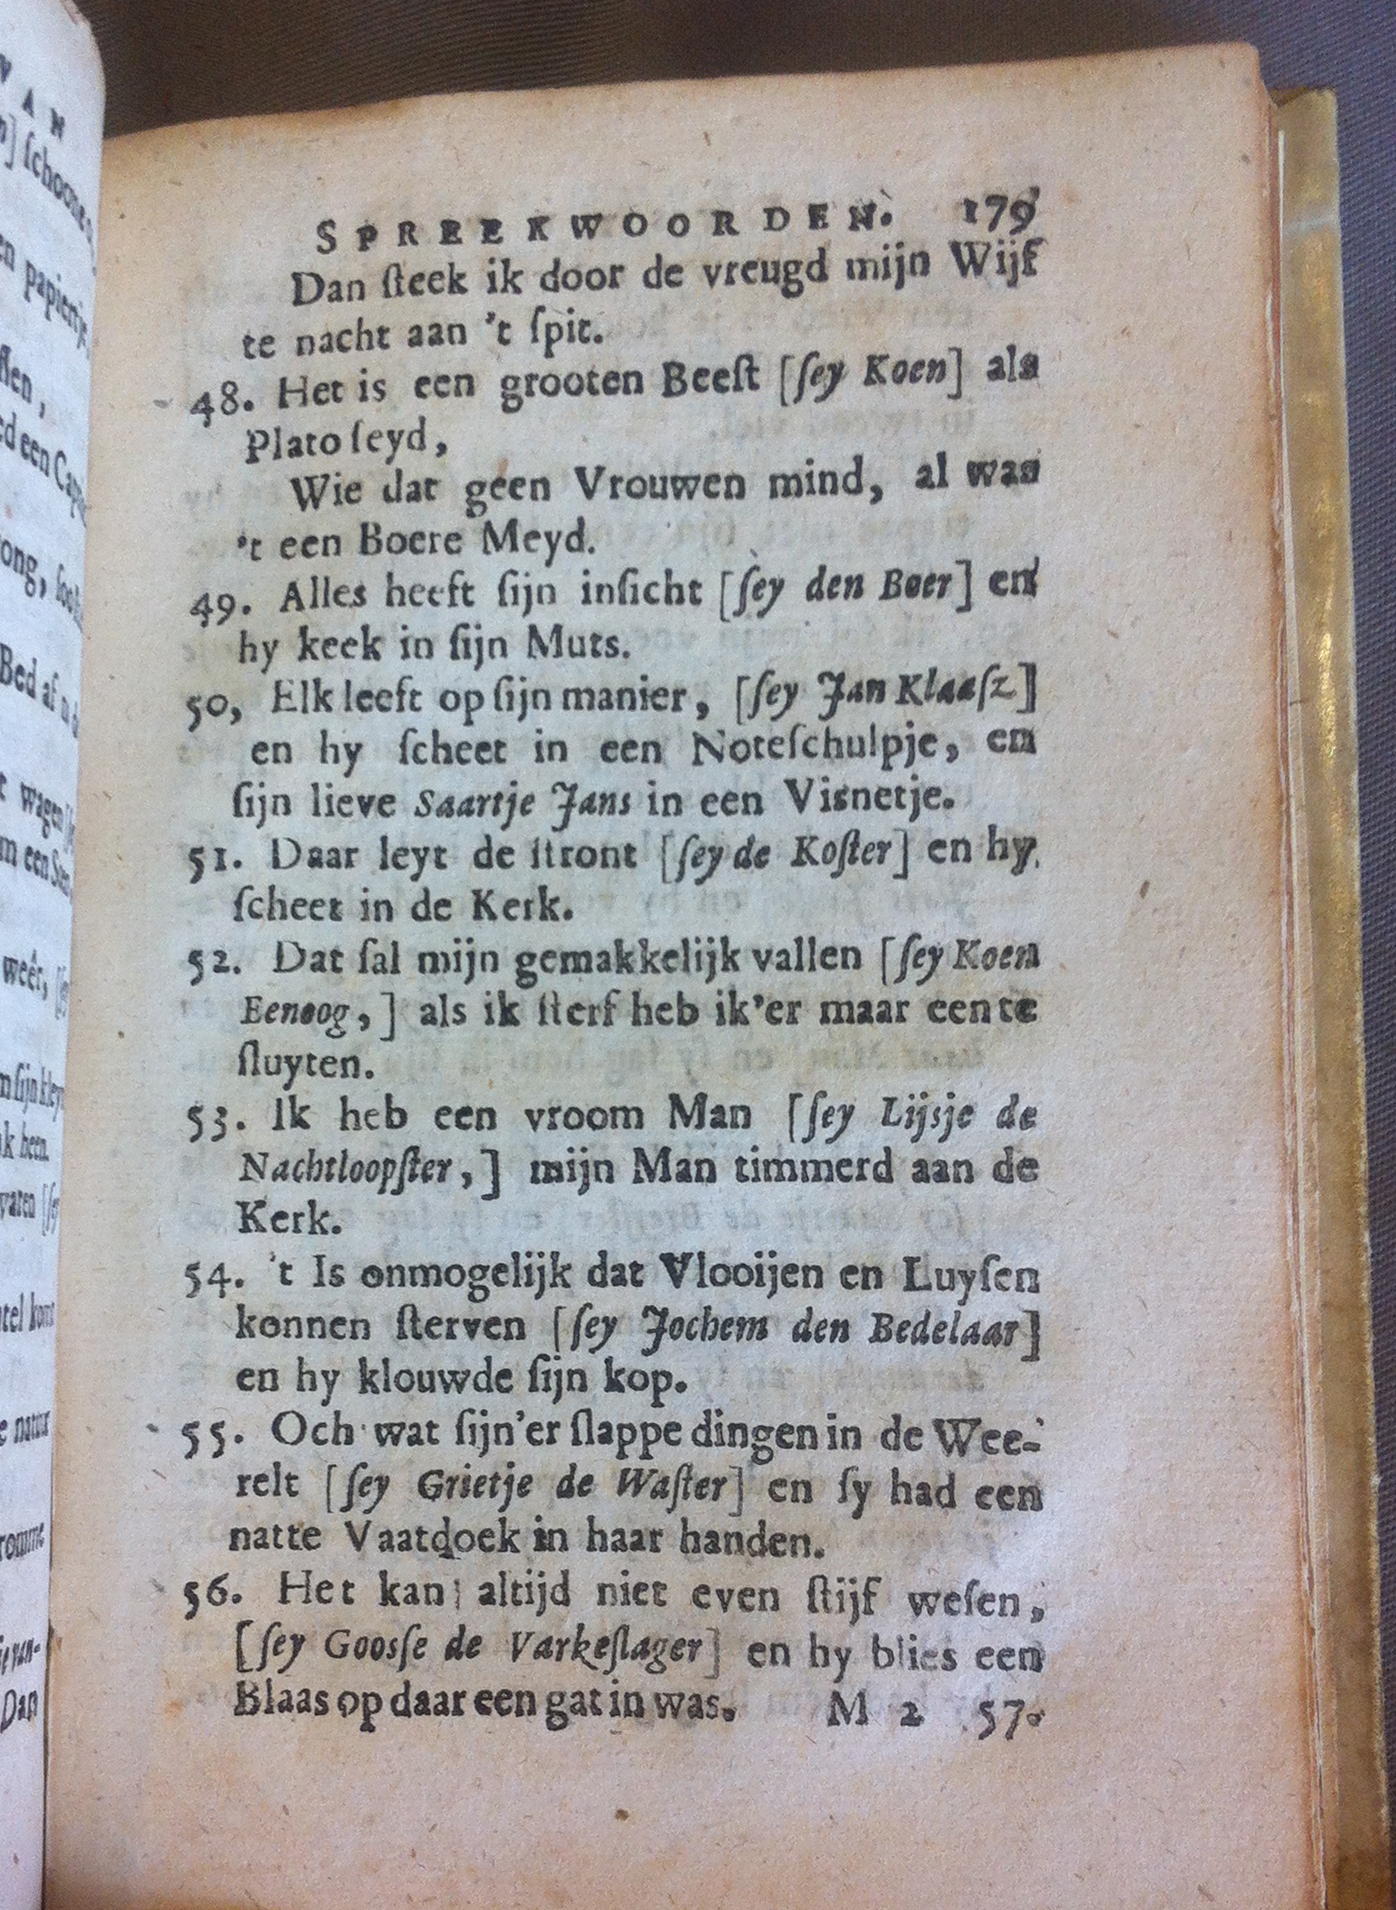 SPREEKWOORDEN. 179
Dan ſteek ik door de vreugd mijn Wijf
te nacht aan 't ſpit.
48. Het is een grooten Beeſt [ſey Koen] als
Plato ſeyd,
Wie dat geen Vrouwen mind, al was
't een Boere Meyd.
49. Alles heeft ſijn inſicht [ſey den Boer] en
hy keek in ſijn Muts.
50, Elk leeft op ſijn manier, [ſey Jan Klaaſz]
en hy ſcheet in een Noteſchulpje, en
ſijn lieve Saartje Jans in een Visnetje.
51. Daar leyt de ſtront [ſey de Koſter] en hy
ſcheet in de Kerk.
52. Dat ſal mijn gemakkelijk vallen [ſey Koen
Eenoog,] als ik ſterf heb ik'er maar een te
ſluyten.
53. Ik heb een vroom Man [ſey Lijsje de
Nachtloopſter,] mijn Man timmerd aan de
Kerk.
54. 't Is onmogelijk dat Vlooijen en Luyſen
konnen ſterven [ſey Jochem den Bedelaar]
en hy klouwde ſijn kop.
55. Och wat ſijn'er ſlappe dingen in de Wee-
relt [ſey Grietje de Waſter] en ſy had een
natte Vaatdoek in haar handen.
56. Het kan altijd niet even ſtijf weſen,
[ſey Goosſe de Varkeſlager] en hy blies een
Blaas op daar een gat in was. M 2 57.